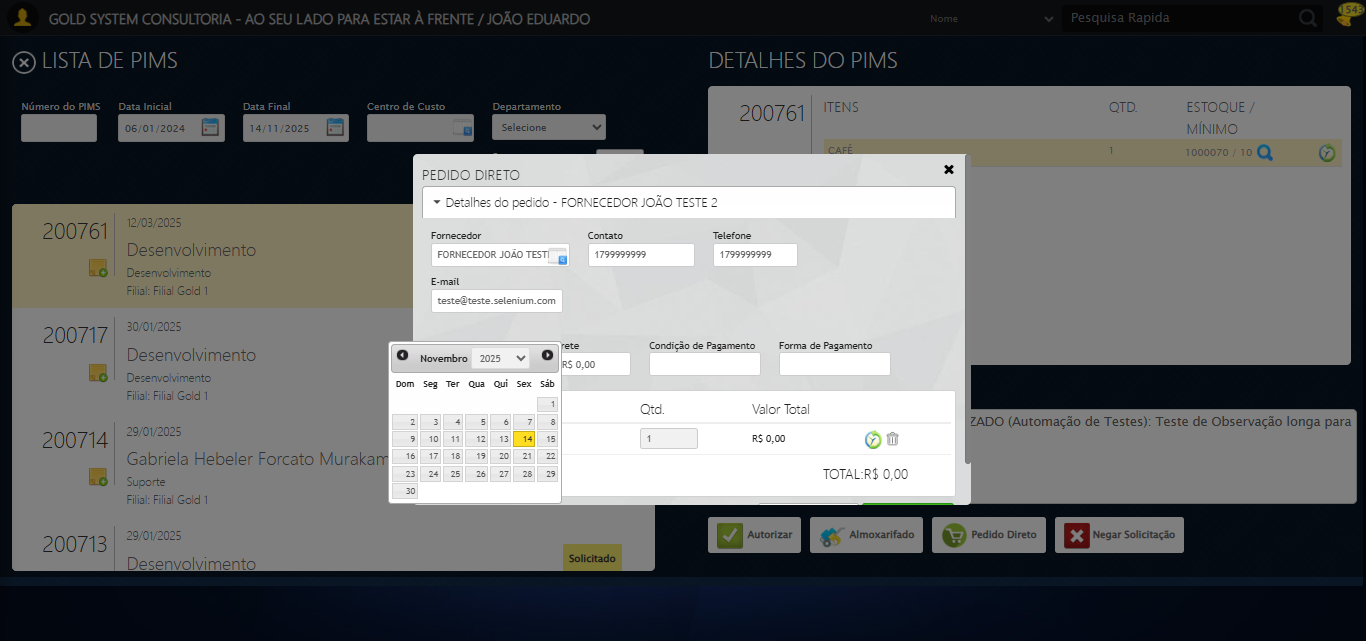 GOLD SYSTEM CONSULTORIA - AO SEU LADO PARA ESTAR À FRENTE / JOÃO EDUARDO
Nome
Pesquisa Rapida
LISTA DE PIMS
Número do PIMS
Data Inicial
Data Final
Centro de Custo
Departamento
06/01/2024
14/11/2025
Selecione
200761
12/03/2025
Desenvolvimento
Desenvolvimento
Filial: Filial Gold 1
200717
30/01/2025
Desenvolvimento
Desenvolvimento
Filial: Filial Gold 1
200714
29/01/2025
Gabriela Hebeler Forcato Murakam
Suporte
Filial: Filial Gold 1
200713
29/01/2025
Desenvolvimento
Solicitado
DETALHES DO PIMS
200761
ITENS
QTD.
ESTOQUE /
MÍNIMO
CAFÉ
1
1000070 / 10
ZADO (Automação de Testes): Teste de Observação longa para
Autorizar
Almoxarifado
Pedido Direto
Negar Solicitação
PEDIDO DIRETO
Detalhes do pedido - FORNECEDOR JOÃO TESTE 2
Fornecedor
Contato
Telefone
FORNECEDOR JOÃO TEST
1799999999
1799999999
E-mail
teste@teste.selenium.com
rete
Condição de Pagamento
Forma de Pagamento
R$ 0,00
Qtd.
Valor Total
1
R$ 0,00
TOTAL:R$ 0,00
Novembro
2025
Dom Seg Ter Qua Qui Sex Sáb
1
2 3 4 5 6 7 8
9 10 11 12 13 14 15
16 17 18 19 20 21 22
23 24 25 26 27 28 29
30